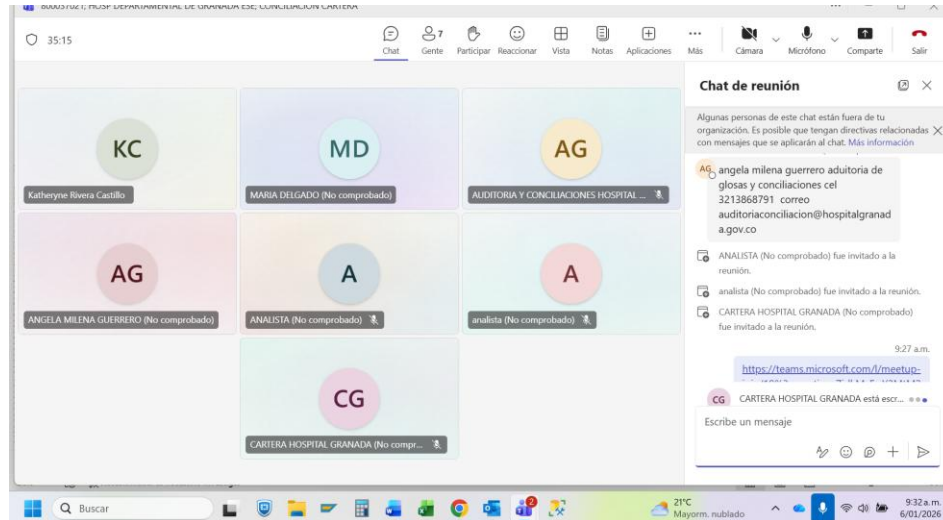 800037021; HOSP DEPARTAMENTAL DE GRANADA ESE; CONCILIACION CARTERA
35:15
Chat
7
Gente
Participar
Reaccionar
Vista
Notas
Aplicaciones
Más
Cámara
Micrófono
Comparte
Salir
KC
Katheryne Rivera Castillo
MD
MARIA DELGADO (No comprobado)
AG
AUDITORIA Y CONCILIACIONES HOSPITAL ...
AG
ANGELA MILENA GUERRERO (No comprobado)
A
ANALISTA (No comprobado)
A
analista (No comprobado)
CG
CARTERA HOSPITAL GRANADA (No compr...
Chat de reunión
Algunas personas de este chat están fuera de tu
organización. Es posible que tengan directivas relacionadas
con mensajes que se aplicarán al chat. Más información
AG
angela milena guerrero aduitoria de
glosas y conciliaciones cel
3213868791 correo
auditoriaconciliacion@hospitalgranad
a.gov.co
ANALISTA (No comprobado) fue invitado a la
reunión.
analista (No comprobado) fue invitado a la reunión.
CARTERA HOSPITAL GRANADA (No comprobado)
fue invitado a la reunión.
9:27 a.m.
https://teams.microsoft.com/l/meetup-
CG
CARTERA HOSPITAL GRANADA está escr...
Escribe un mensaje
Buscar
21°C
Mayorm. nublado
9:32 a.m.
6/01/2026